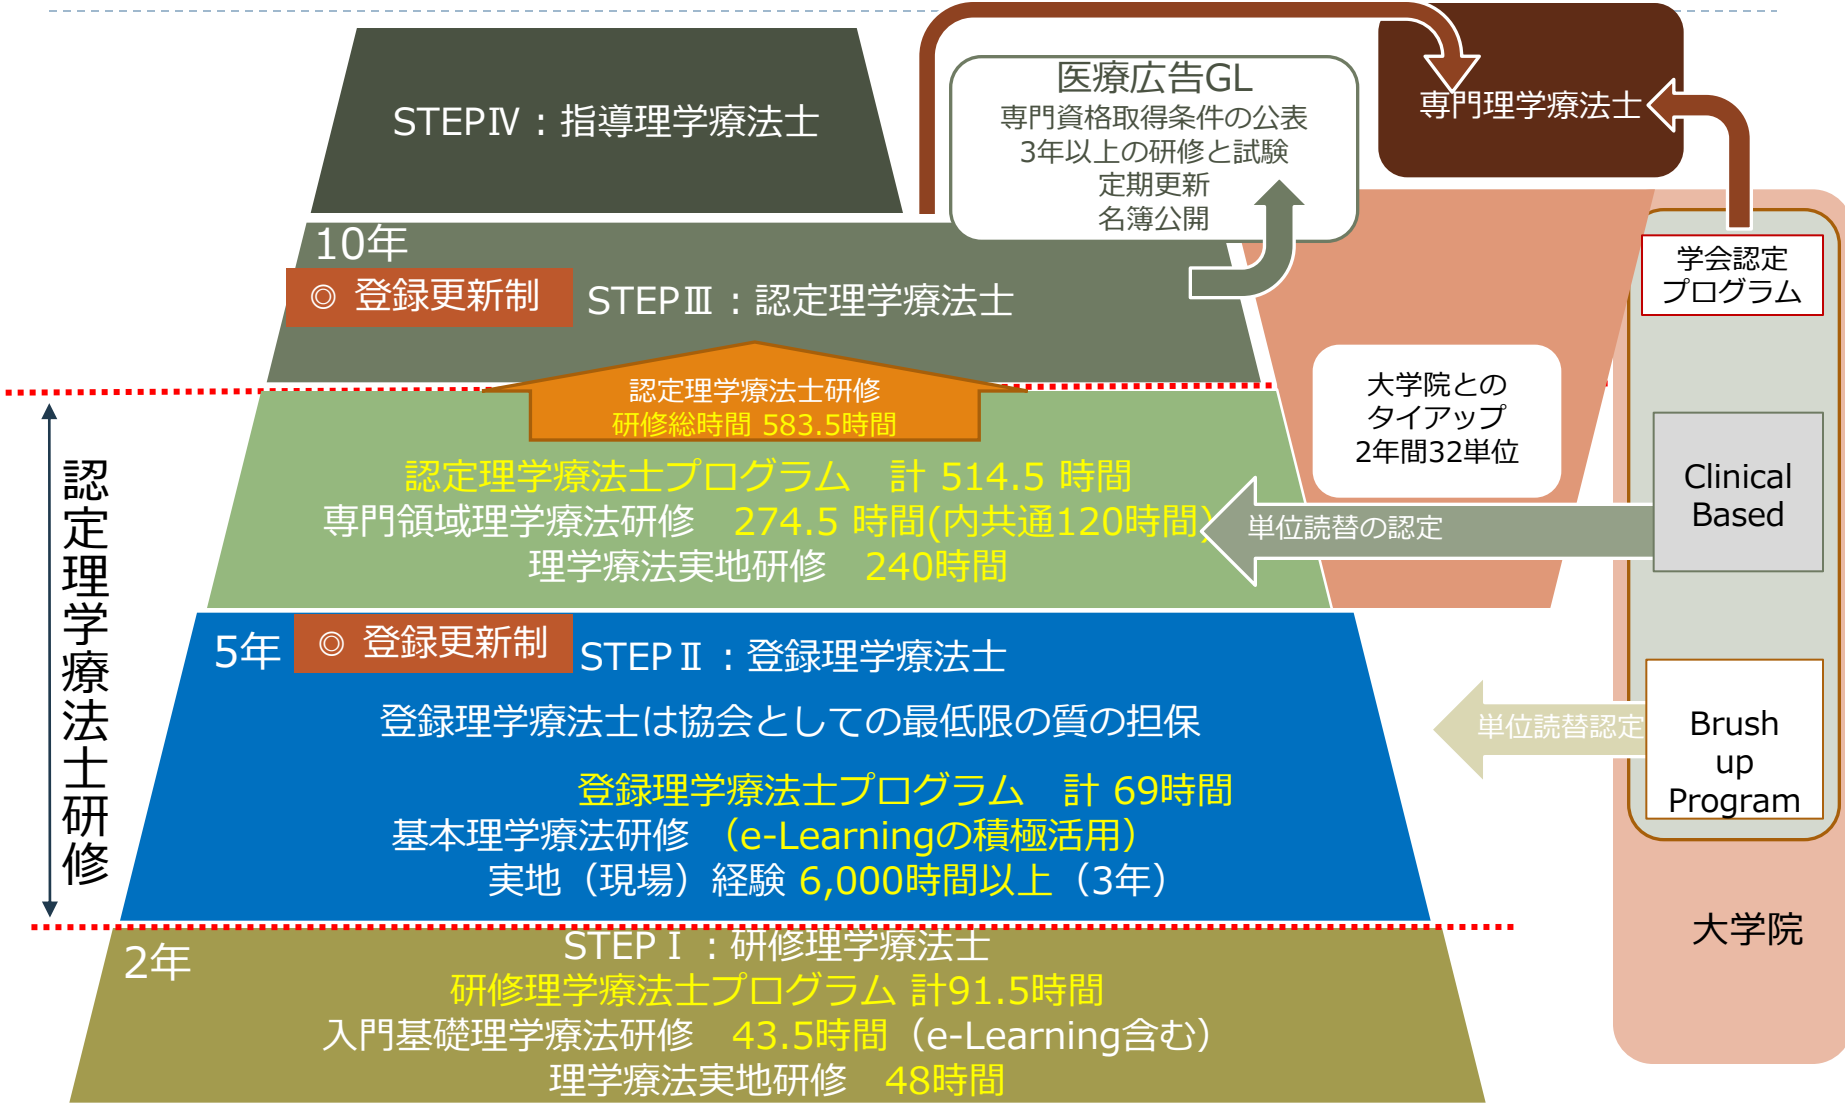 STEPⅣ：指導理学療法士
医療広告GL
専門資格取得条件の公表
3年以上の研修と試験
定期更新
名簿公開
専門理学療法士
学会認定
プログラム
10年
◎ 登録更新制
STEPⅢ：認定理学療法士
認定理学療法士研修
研修総時間 583.5時間
大学院との
タイアップ
2年間32単位
認定理学療法士プログラム　計 514.5 時間
専門領域理学療法研修　274.5 時間(内共通120時間)
理学療法実地研修　240時間
単位読替の認定
Clinical
Based
認定理学療法士研修
5年
◎ 登録更新制
STEPⅡ：登録理学療法士
登録理学療法士は協会としての最低限の質の担保
登録理学療法士プログラム　計 69時間
基本理学療法研修　（e-Learningの積極活用）
実地（現場）経験 6,000時間以上（3年）
単位読替認定
Brush
up
Program
大学院
2年
STEPⅠ：研修理学療法士
研修理学療法士プログラム 計91.5時間
入門基礎理学療法研修　43.5時間（e-Learning含む）
理学療法実地研修　48時間